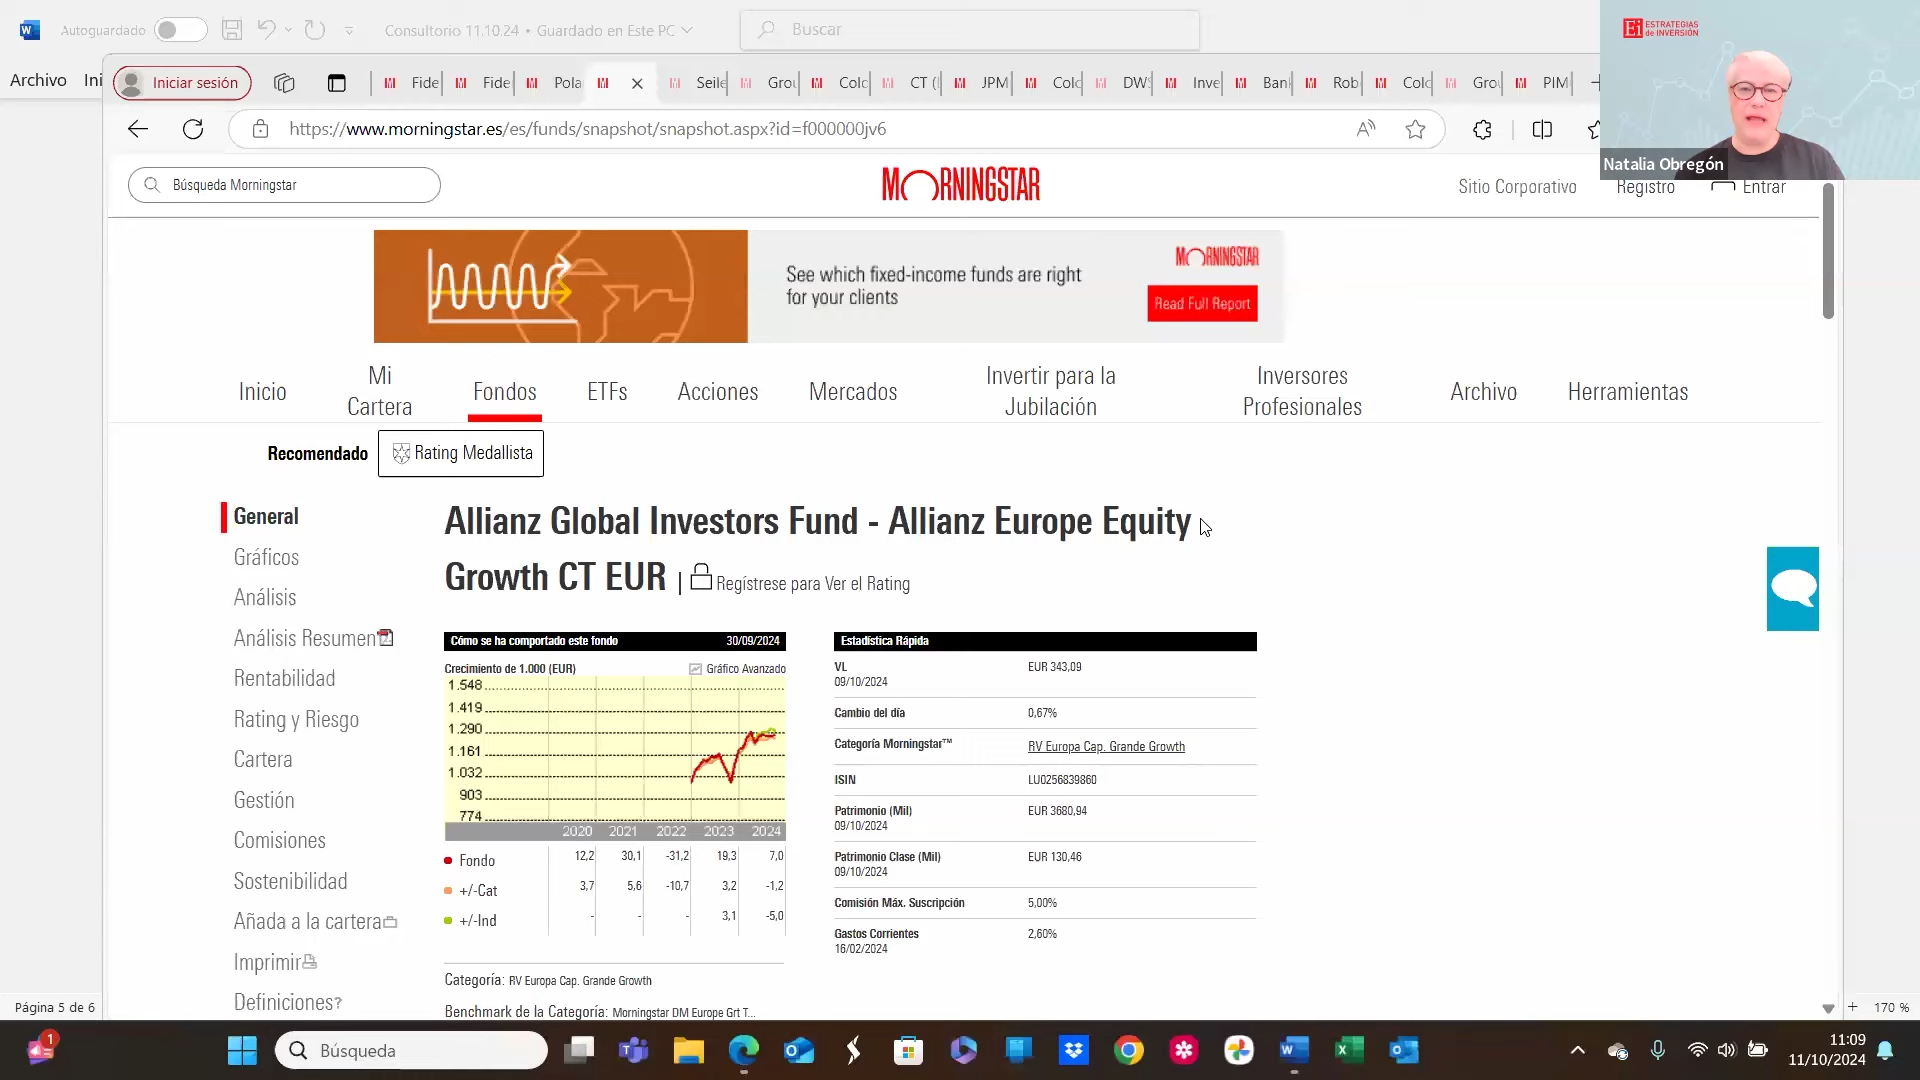 Autoguardado
Consultorio 11.10.24 • Guardado en Este PC
Buscar
Ei ESTRATEGIAS
de INVERSIÓN
Archivo
Ini
Iniciar sesión
Fide
Fide
Pola
Seile
Grou
Colo
CT (
JPM
Colo
DWS
Inve
Bank
Rob
Colo
Grou
PIM
https://www.morningstar.es/es/funds/snapshot/snapshot.aspx?id=f000000jv6
Natalia Obregón
Búsqueda Morningstar
MORNINGSTAR
Sitio Corporativo
Registro
Entrar
See which fixed-income funds are right
for your clients
MORNINGSTAR
Read Full Report
Inicio
Mi
Cartera
Fondos
ETFs
Acciones
Mercados
Invertir para la
Jubilación
Inversores
Profesionales
Archivo
Herramientas
Recomendado
Rating Medallista
General
Gráficos
Análisis
Análisis Resumen
Rentabilidad
Rating y Riesgo
Cartera
Gestión
Comisiones
Sostenibilidad
Añada a la cartera
Imprimir
Definiciones?
Allianz Global Investors Fund - Allianz Europe Equity
Growth CT EUR | Regístrese para Ver el Rating
Cómo se ha comportado este fondo 30/09/2024
Crecimiento de 1.000 (EUR) Gráfico Avanzado
1.548
1.419
1.290
1.161
1.032
903
774
2020 2021 2022 2023 2024
Fondo 12,2 30,1 -31,2 19,3 7,0
+/-Cat 3,7 5,6 -10,7 3,2 -1,2
+/-Ind - - - 3,1 -5,0
Categoría: RV Europa Cap. Grande Growth
Benchmark de la Categoría: Morningstar DM Europe Grt T...
Estadística Rápida
VL EUR 343,09
09/10/2024
Cambio del día 0,67%
Categoría Morningstar™ RV Europa Cap. Grande Growth
ISIN LU0256839860
Patrimonio (Mil) EUR 3680,94
09/10/2024
Patrimonio Clase (Mil) EUR 130,46
09/10/2024
Comisión Máx. Suscripción 5,00%
Gastos Corrientes 2,60%
16/02/2024
Página 5 de 6
170 %
1
Búsqueda
11:09
11/10/2024